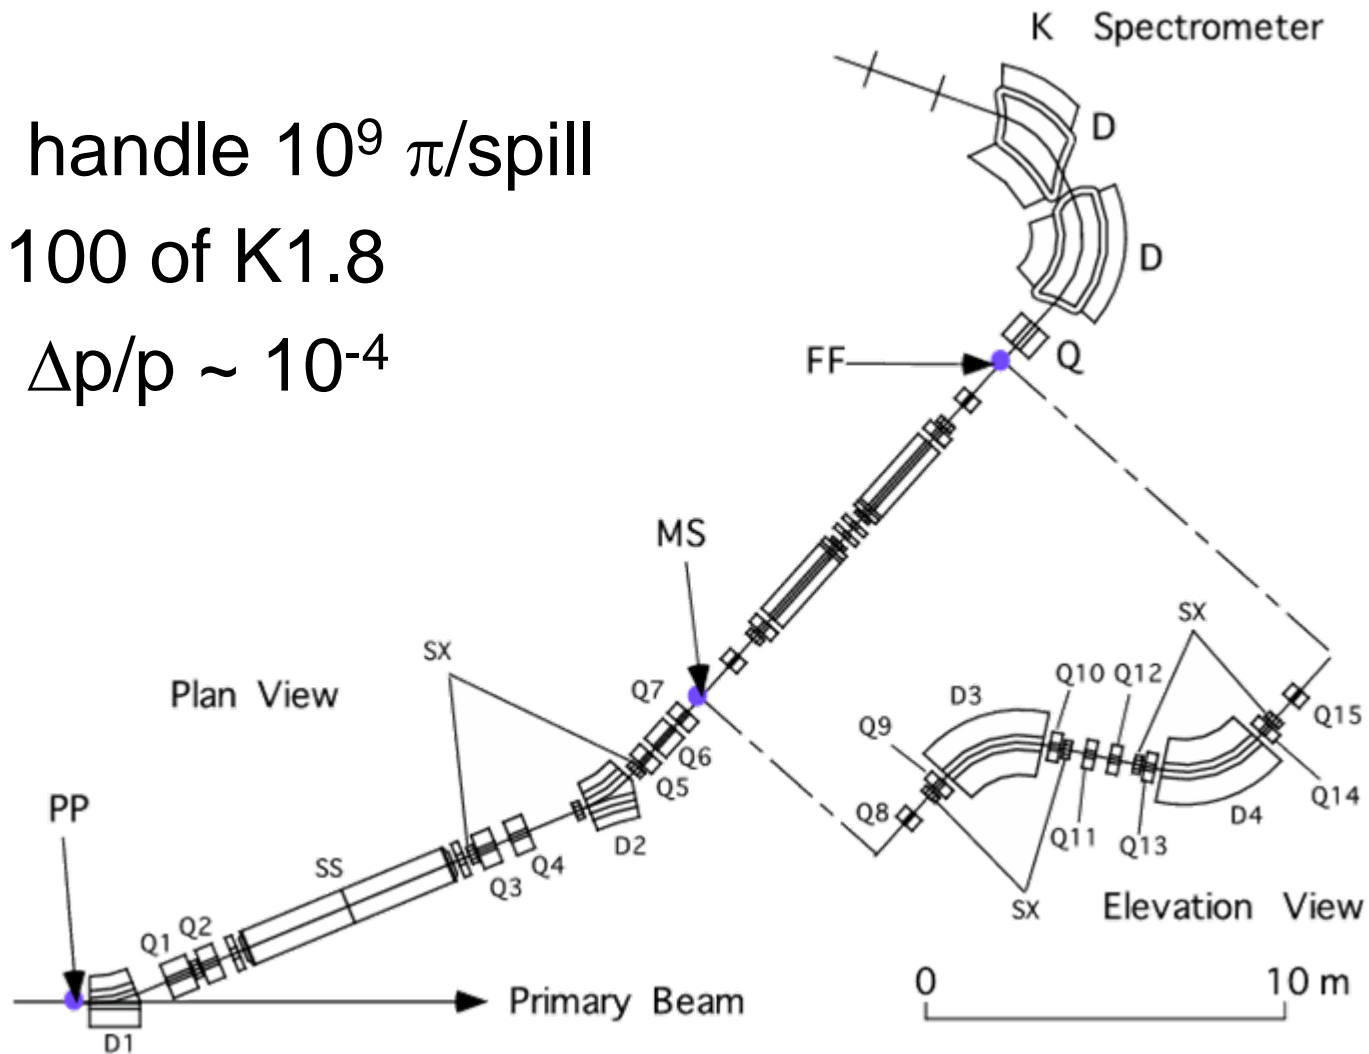 K Spectrometer
handle 10⁹ π/spill
100 of K1.8
Δp/p ~ 10⁻⁴
D
D
FF
Q
MS
SX
Plan View
Q7
Q6
Q5
PP
SS
D2
Q4
Q3
Q1 Q2
D1
Primary Beam
SX
Q10 Q12
D3
Q9
Q15
Q8
Q14
D4
Q11 Q13
SX
Elevation View
0 10 m